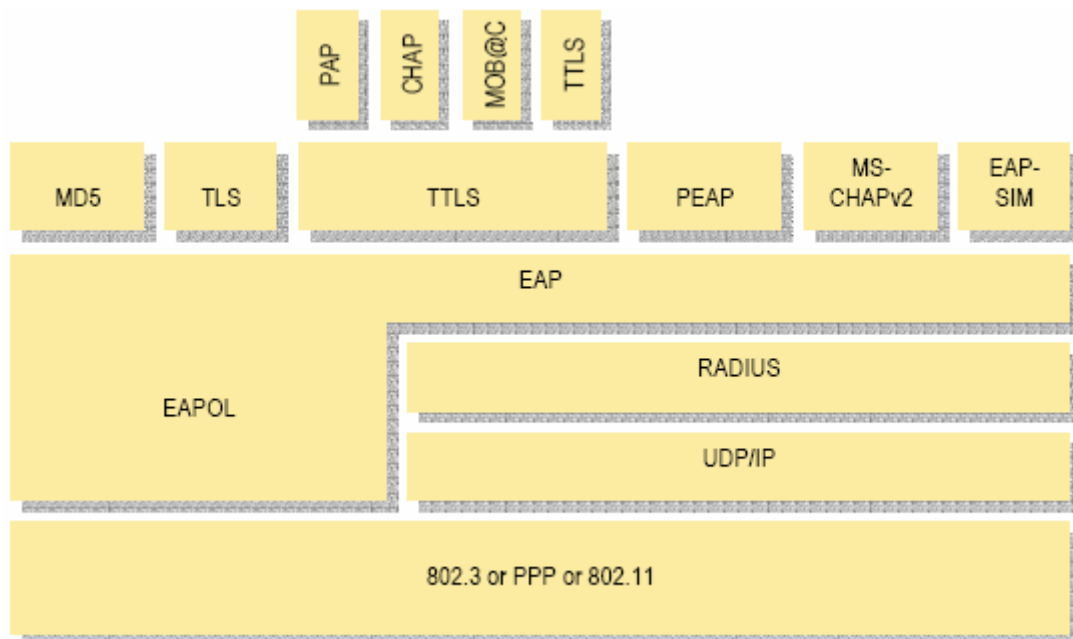 PAP
CHAP
MOB@C
TTLS
MD5
TLS
TTLS
PEAP
MS-
CHAPv2
EAP-
SIM
EAP
RADIUS
EAPOL
UDP/IP
802.3 or PPP or 802.11